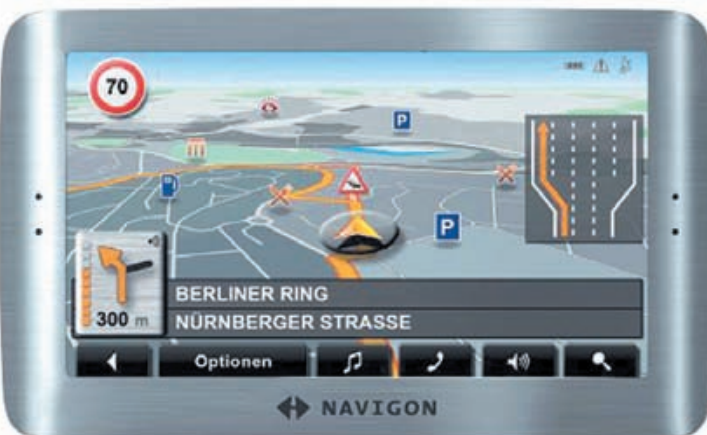 70
P
P
BERLINER RING
300 m
NÜRNBERGER STRASSE
Optionen
NAVIGON